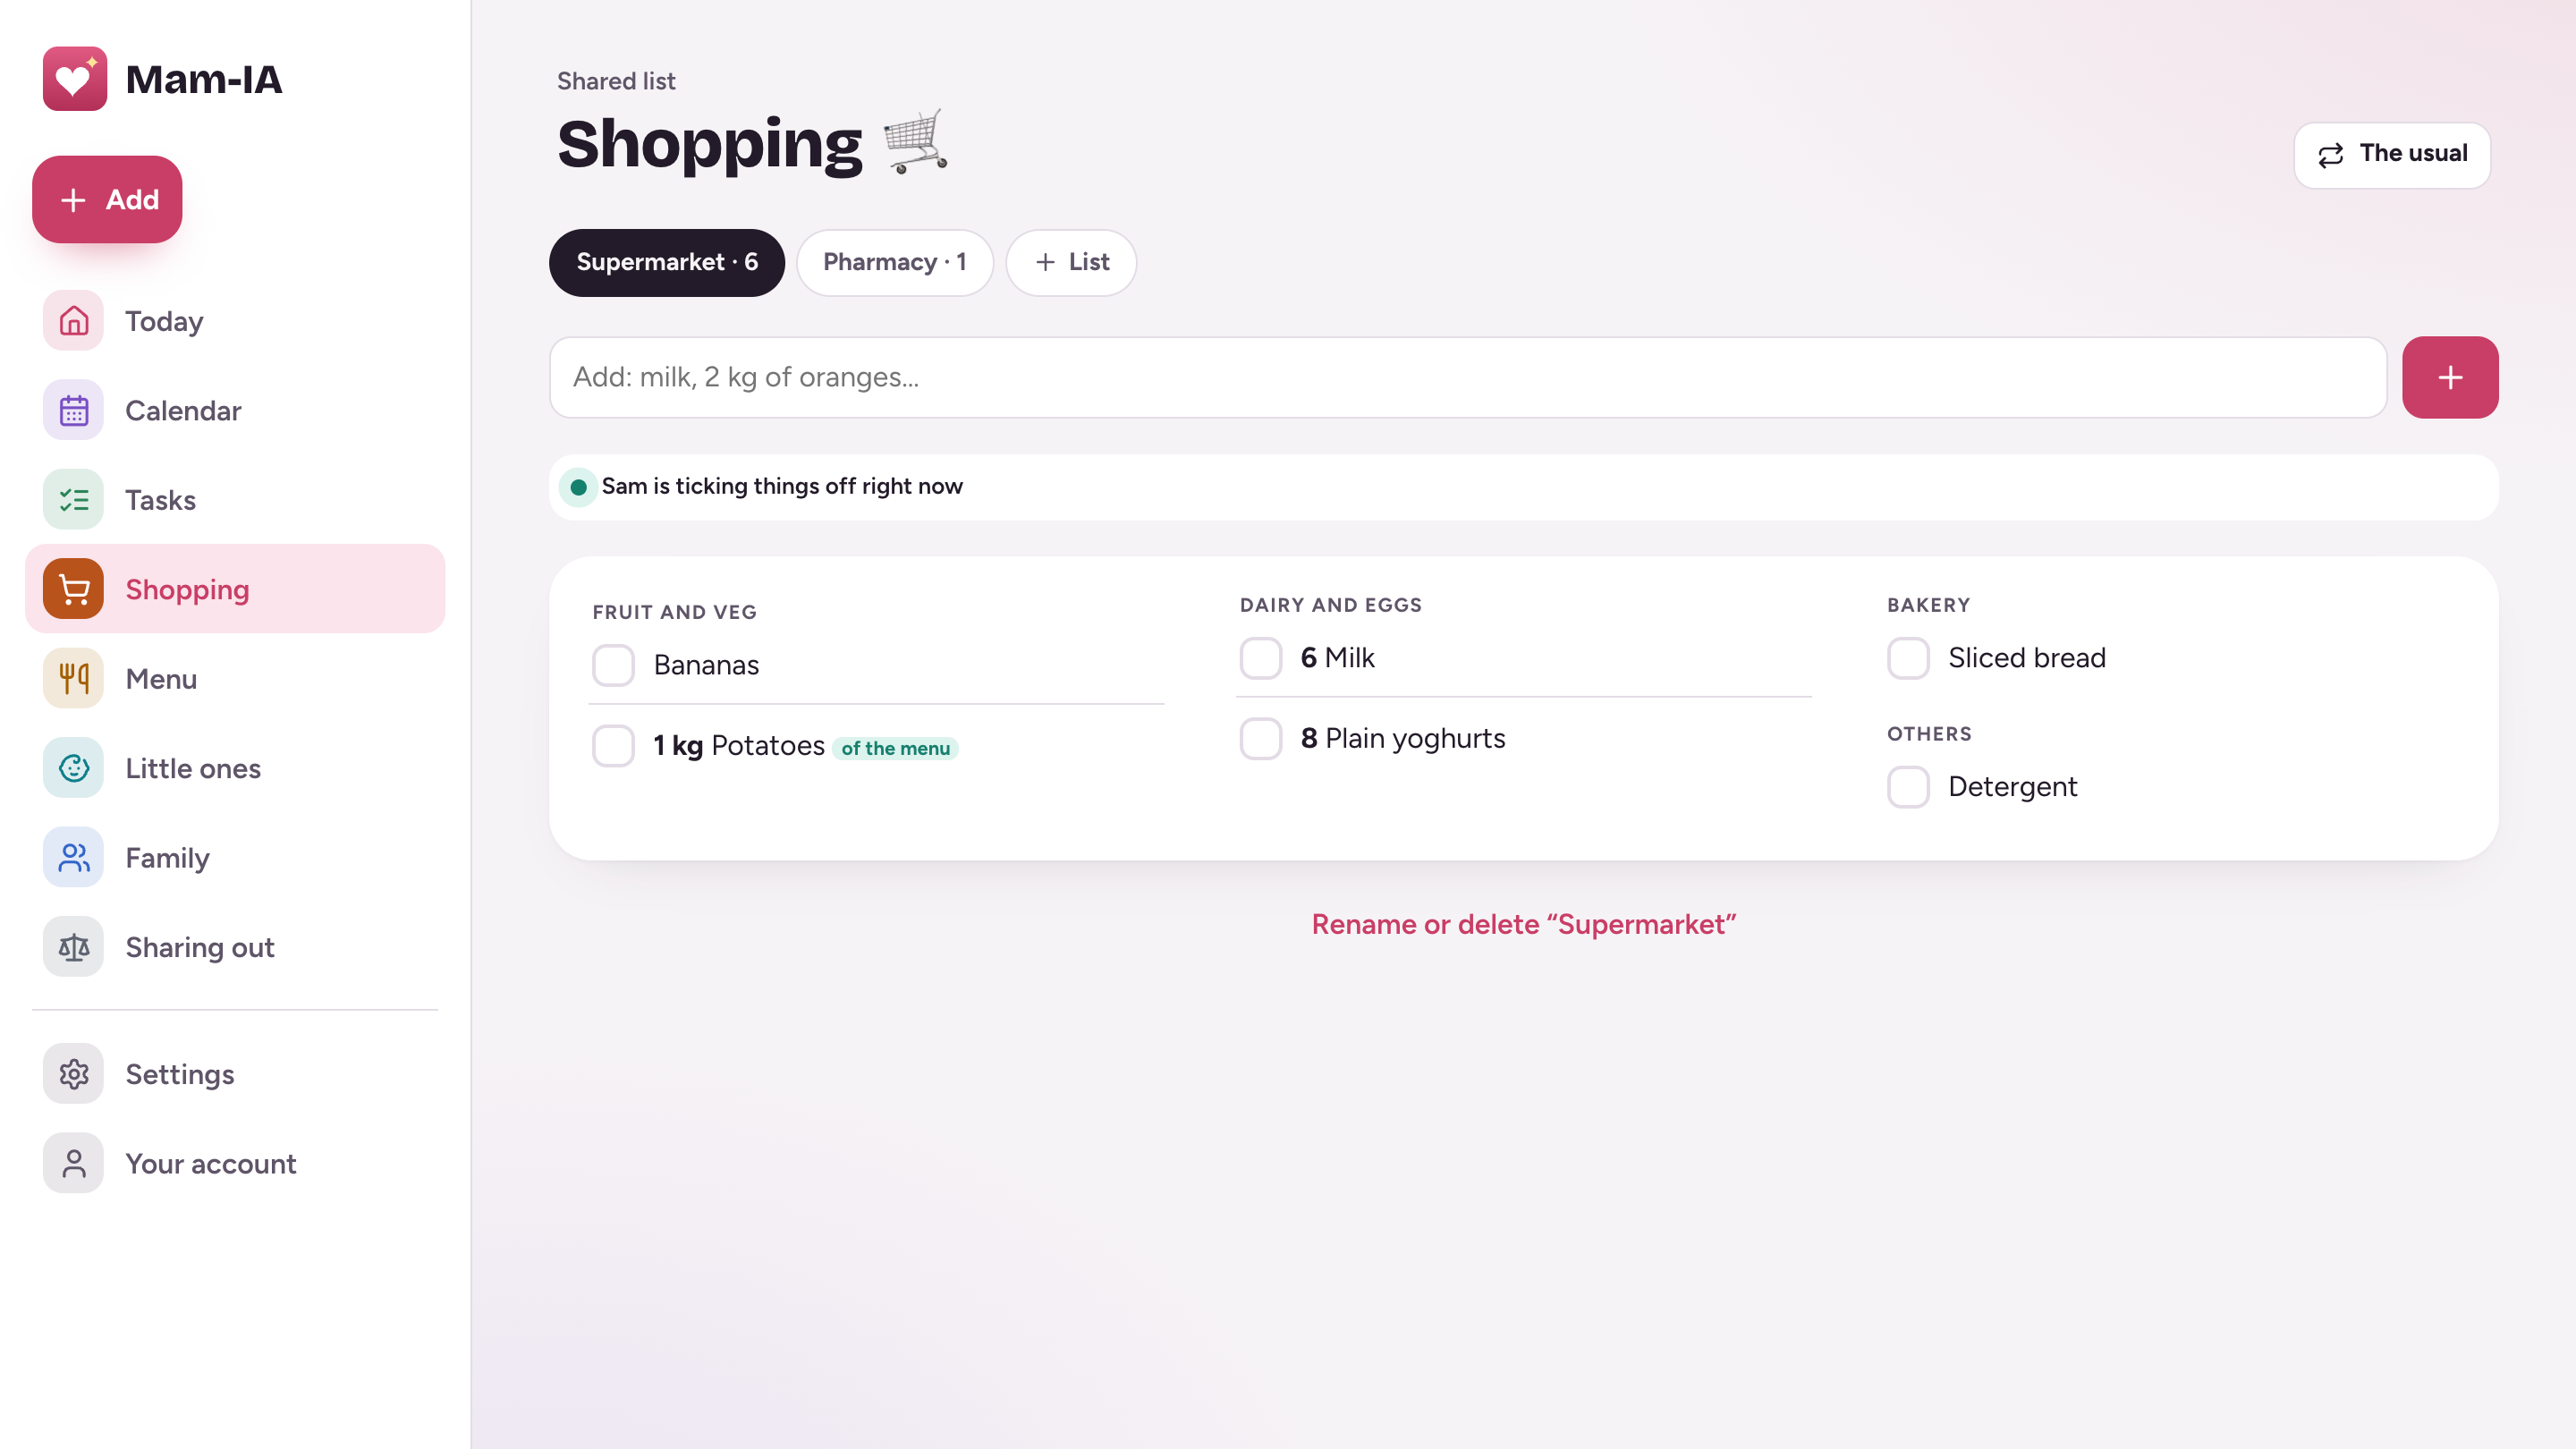 Mam-IA
Add
Today
Calendar
Tasks
Shopping
Menu
Little ones
Family
Sharing out
Settings
Your account
Shared list
Shopping
The usual
Supermarket · 6
Pharmacy · 1
List
Add: milk, 2 kg of oranges...
Sam is ticking things off right now
FRUIT AND VEG
Bananas
1 kg Potatoes of the menu
DAIRY AND EGGS
6 Milk
8 Plain yoghurts
BAKERY
Sliced bread
OTHERS
Detergent
Rename or delete “Supermarket”